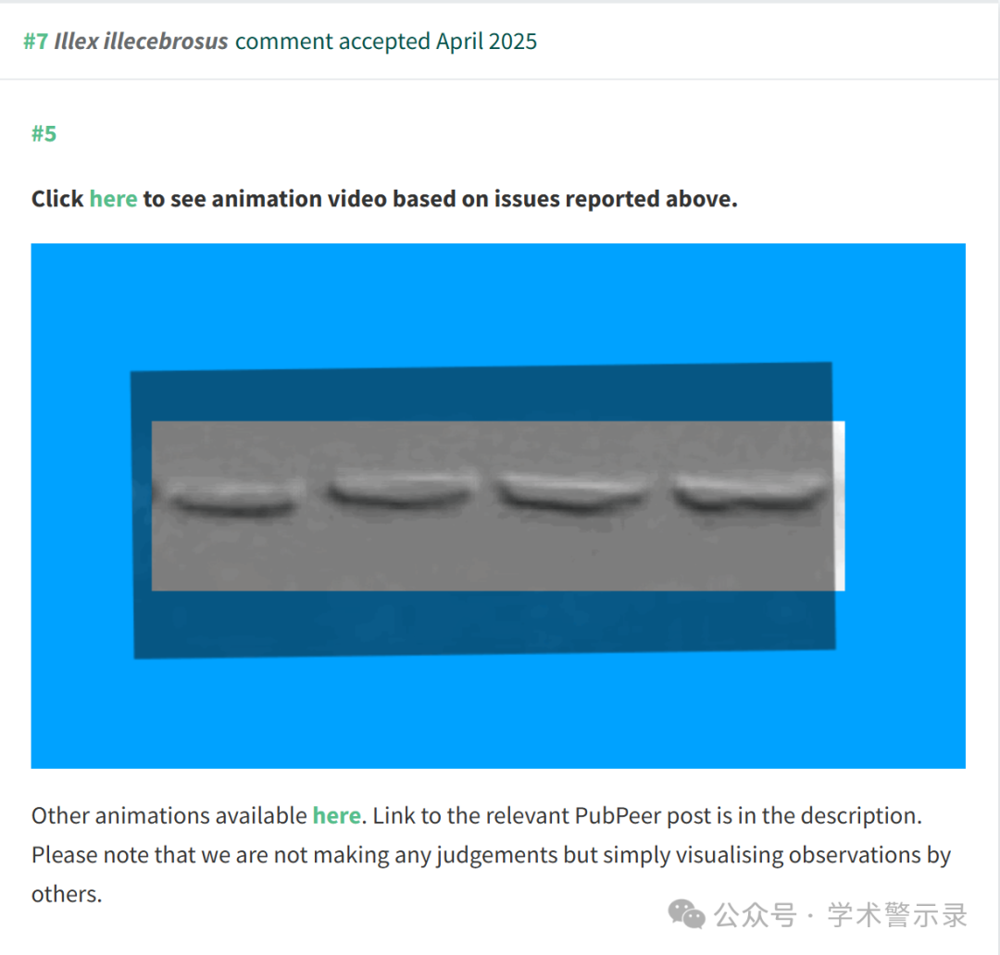 #7 Illex illecebrosus comment accepted April 2025
#5
Click here to see animation video based on issues reported above.
Other animations available here. Link to the relevant PubPeer post is in the description.
Please note that we are not making any judgements but simply visualising observations by
others.
公众号 · 学术警示录